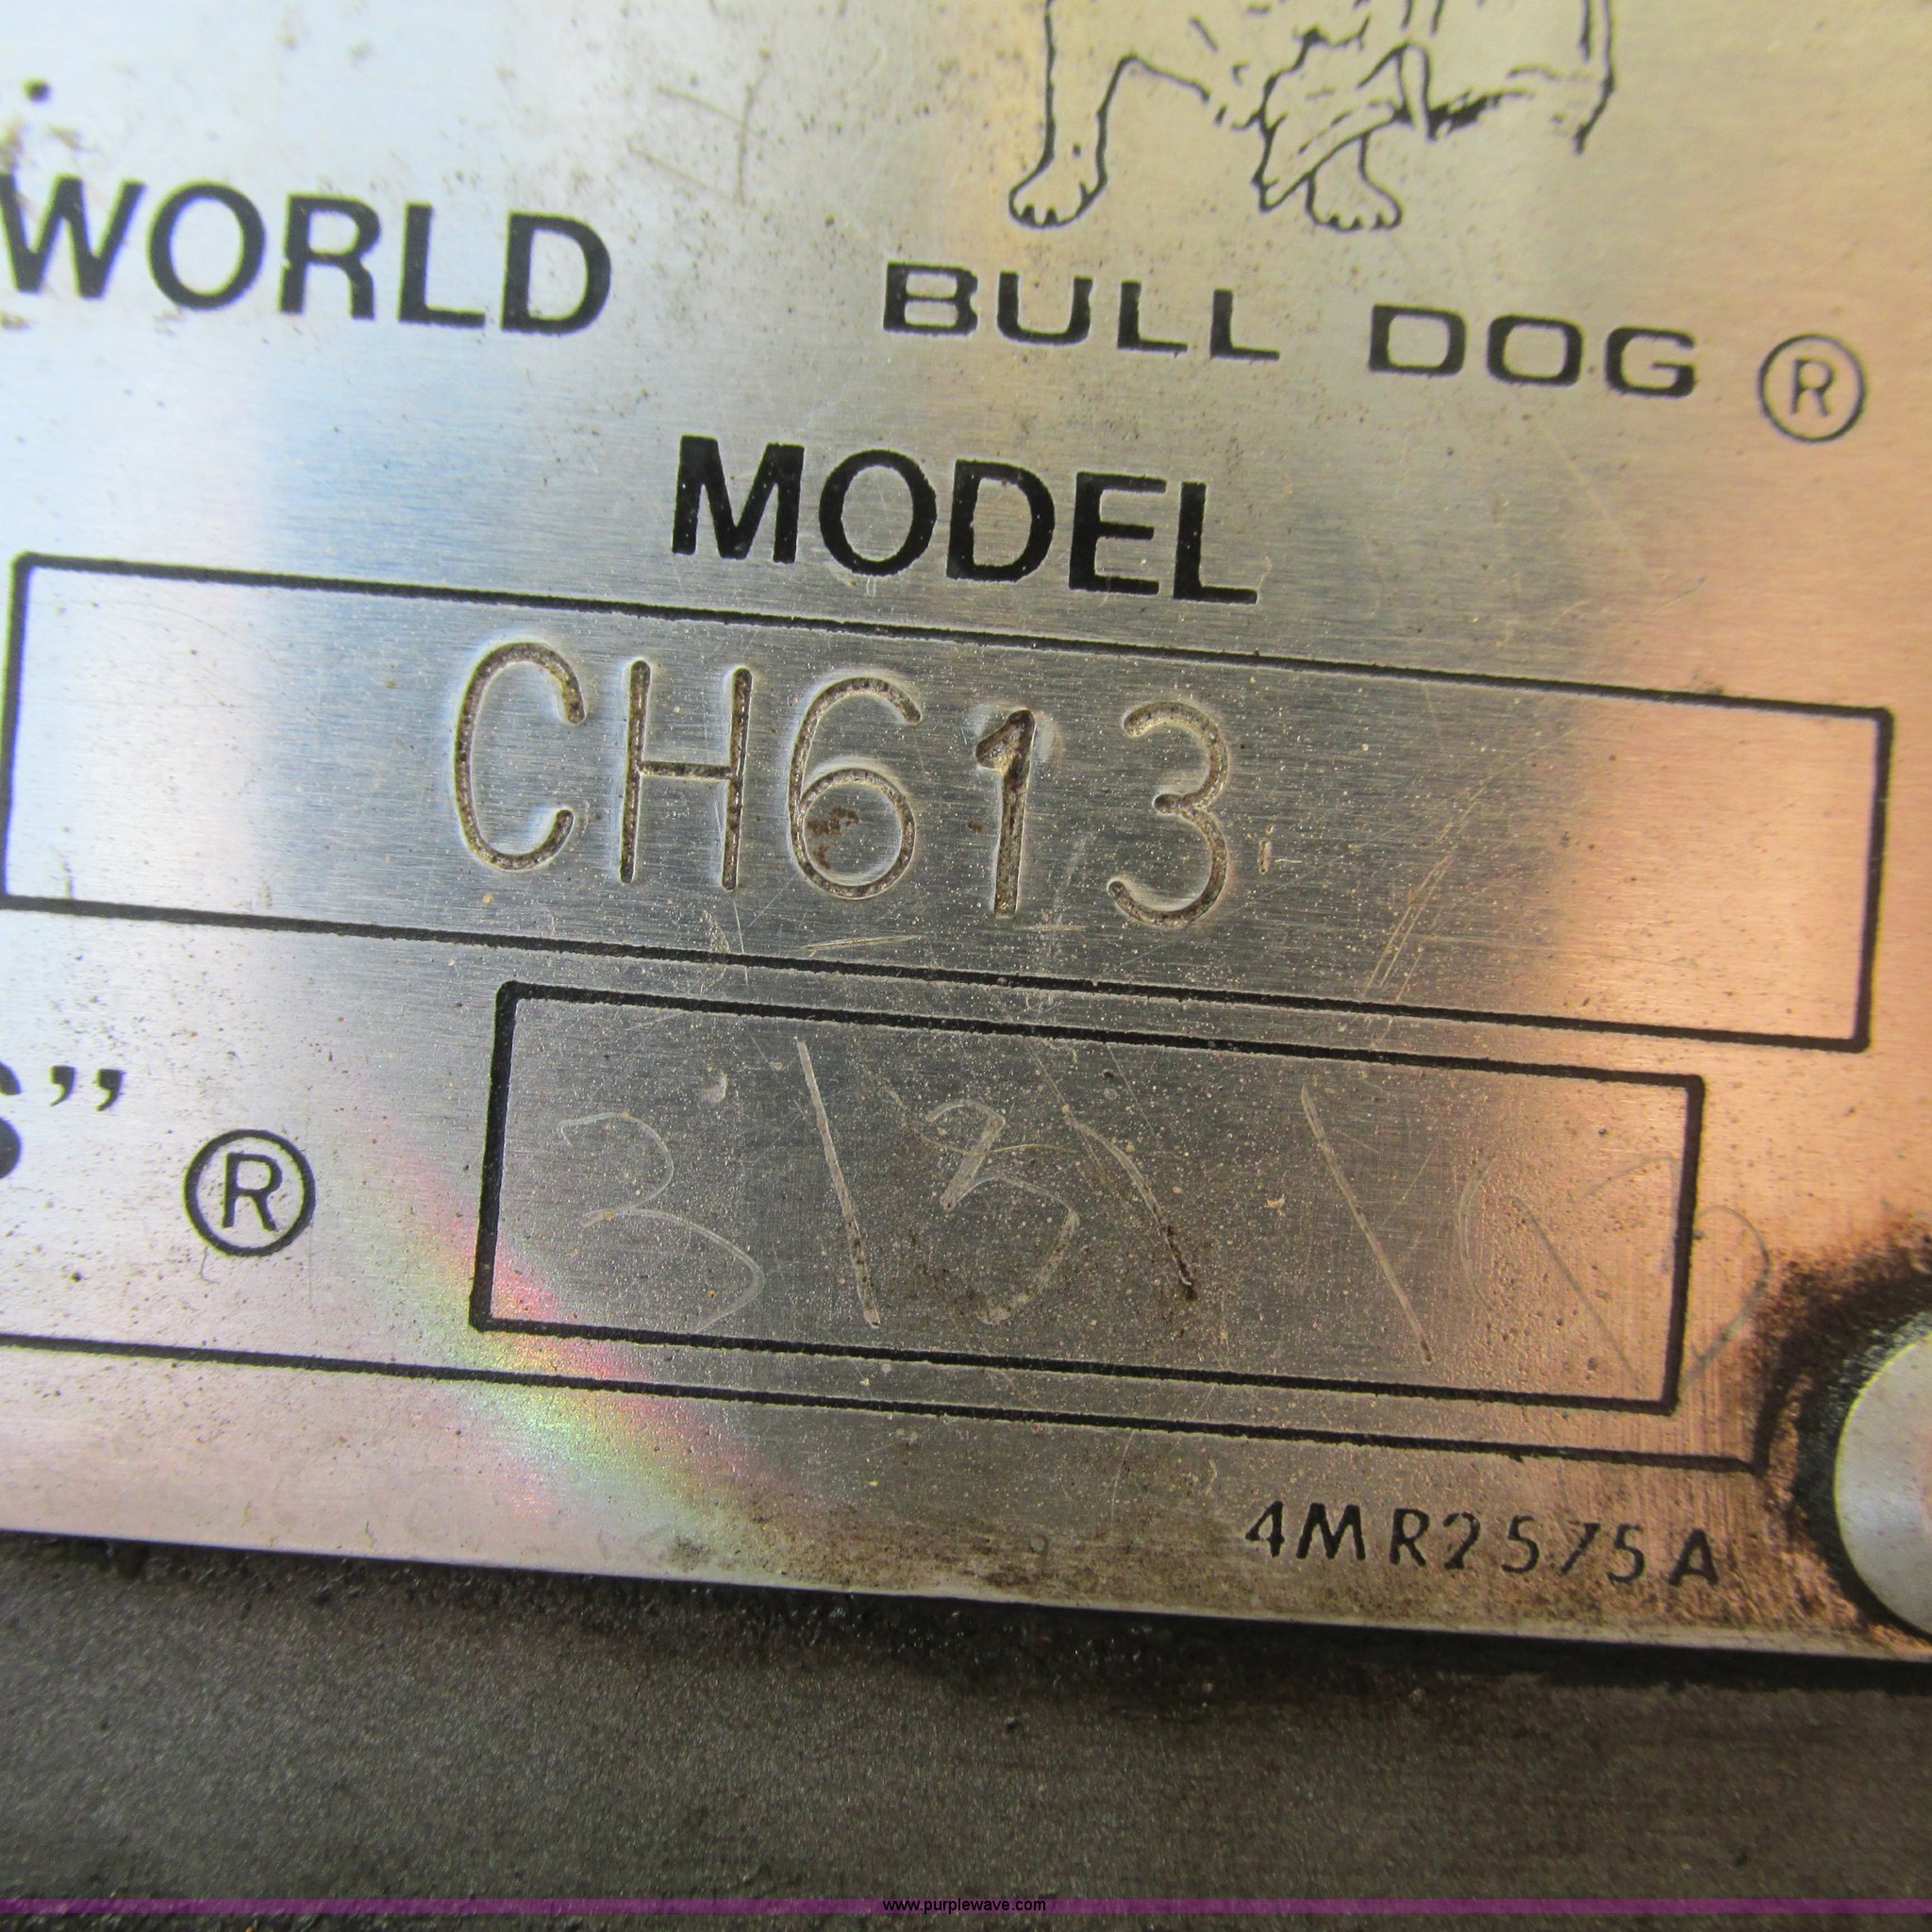 WORLD
BULL DOG ®
MODEL
CH613
” ®
4MR2575A
www.purplewave.com